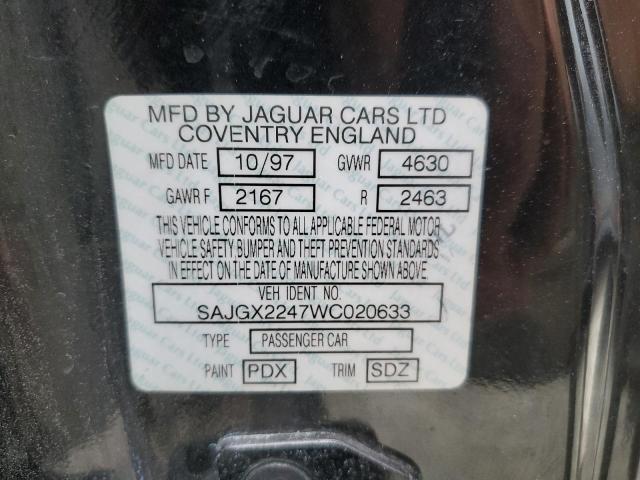 MFD BY JAGUAR CARS LTD
COVENTRY ENGLAND
MFD DATE 10/97 GVWR 4630
GAWR F 2167 R 2463
THIS VEHICLE CONFORMS TO ALL APPLICABLE FEDERAL MOTOR
VEHICLE SAFETY, BUMPER AND THEFT PREVENTION STANDARDS
IN EFFECT ON THE DATE OF MANUFACTURE SHOWN ABOVE
VEH IDENT NO.
SAJGX2247WC020633
TYPE PASSENGER CAR
PAINT PDX TRIM SDZ